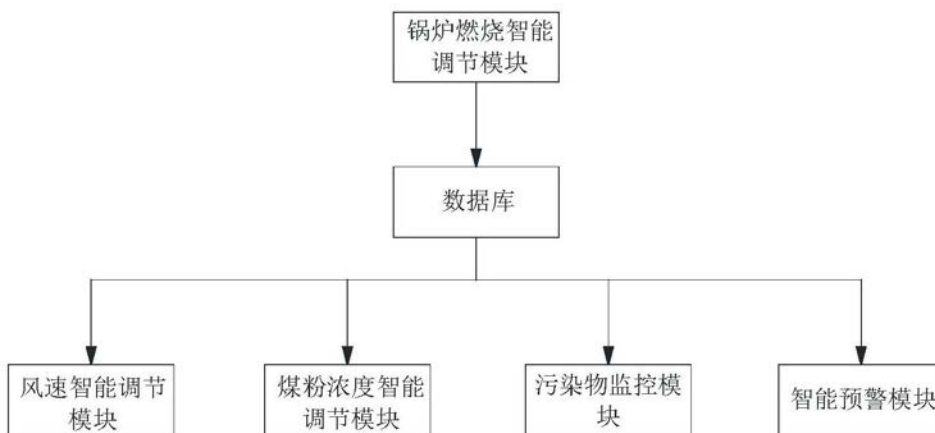 锅炉燃烧智能
调节模块
数据库
风速智能调节
模块
煤粉浓度智能
调节模块
污染物监控模
块
智能预警模块